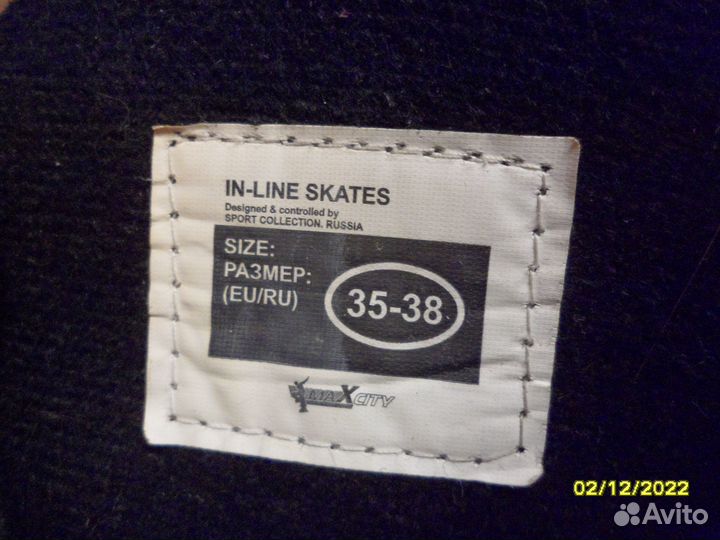 IN-LINE SKATES
Designed & controlled by
SPORT COLLECTION. RUSSIA
SIZE:
РАЗМЕР:
(EU/RU)
35-38
MAXCITY
02/12/2022
Avito